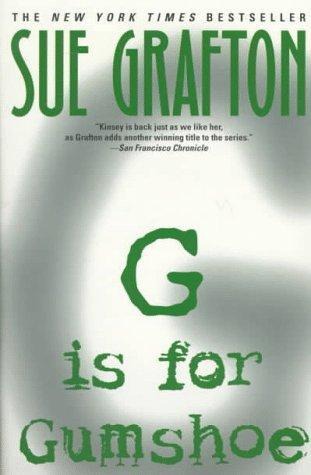 THE NEW YORK TIMES BESTSELLER
SUE GRAFTON
"Kinsey is back just as we like her,
as Grafton adds another winning title to the series."
—San Francisco Chronicle
G
is for
Gumshoe